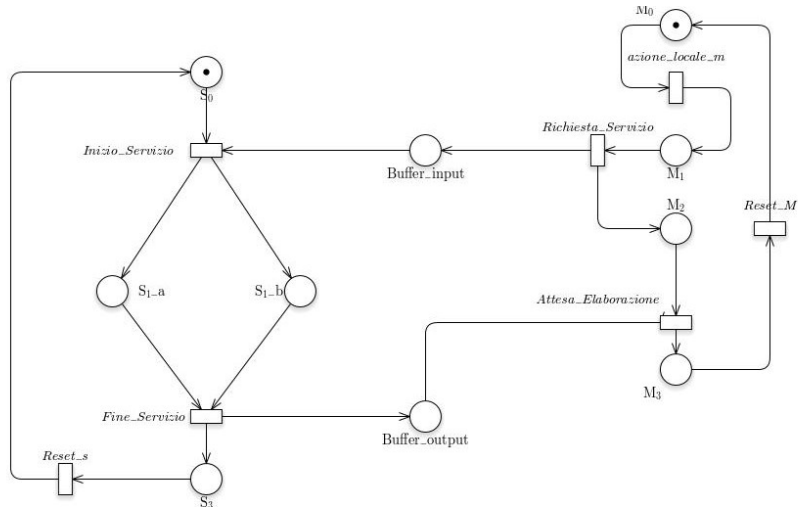 M₀
azione_locale_m
S₀
Richiesta_Servizio
Inizio_Servizio
Buffer_input
M₁
M₂
Reset_M
S₁_a
S₁_b
Attesa_Elaborazione
M₃
Fine_Servizio
Buffer_output
Reset_s
S₃